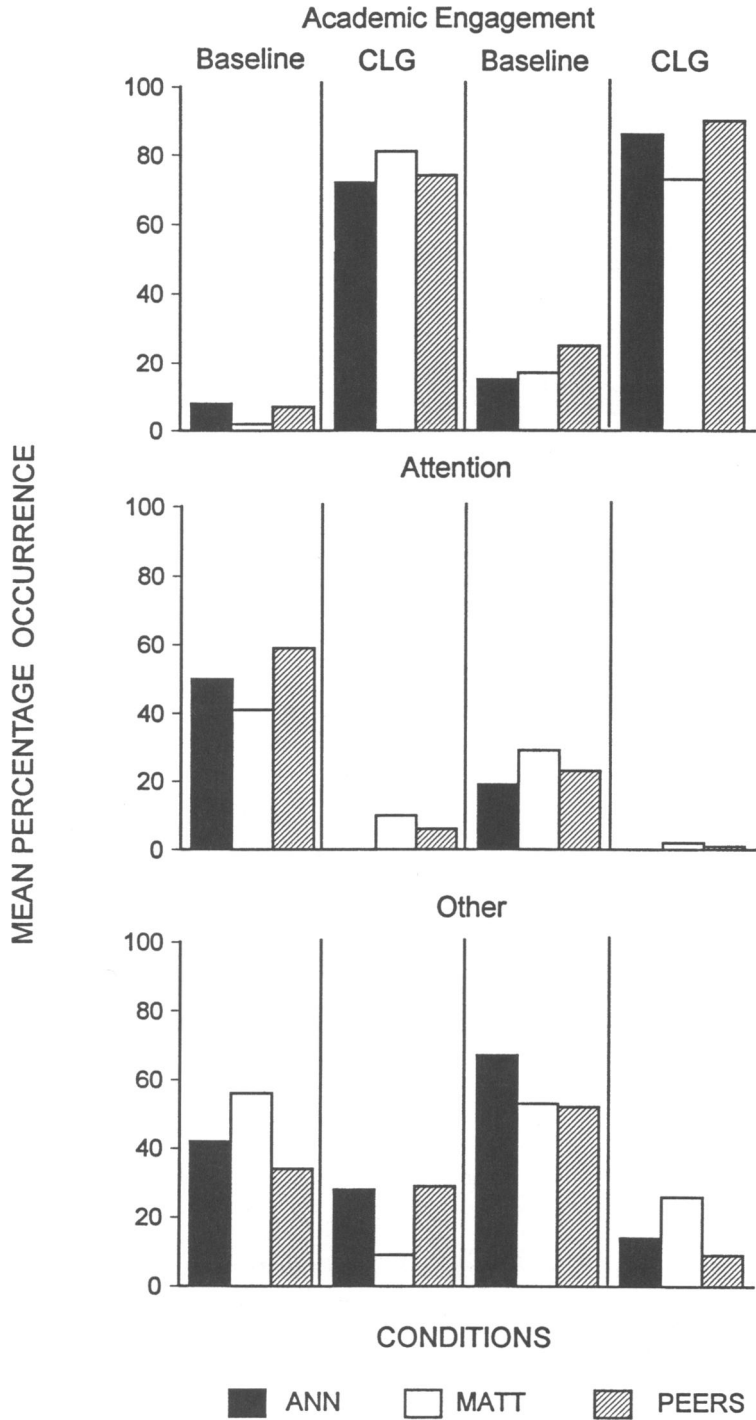 Academic Engagement
Baseline CLG Baseline CLG
100
80
60
40
20
0
Attention
100
80
60
40
20
0
Other
100
80
60
40
20
0
MEAN PERCENTAGE OCCURRENCE
CONDITIONS
ANN MATT PEERS